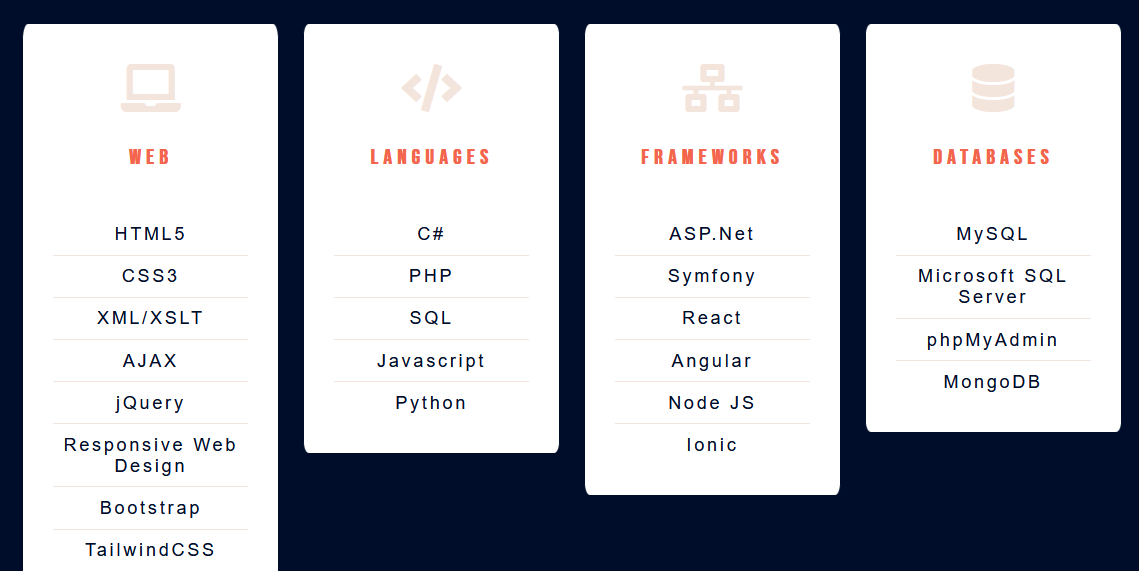 WEB
HTML5
CSS3
XML/XSLT
AJAX
jQuery
Responsive Web
Design
Bootstrap
TailwindCSS
LANGUAGES
C#
PHP
SQL
Javascript
Python
FRAMEWORKS
ASP.Net
Symfony
React
Angular
Node JS
Ionic
DATABASES
MySQL
Microsoft SQL
Server
phpMyAdmin
MongoDB